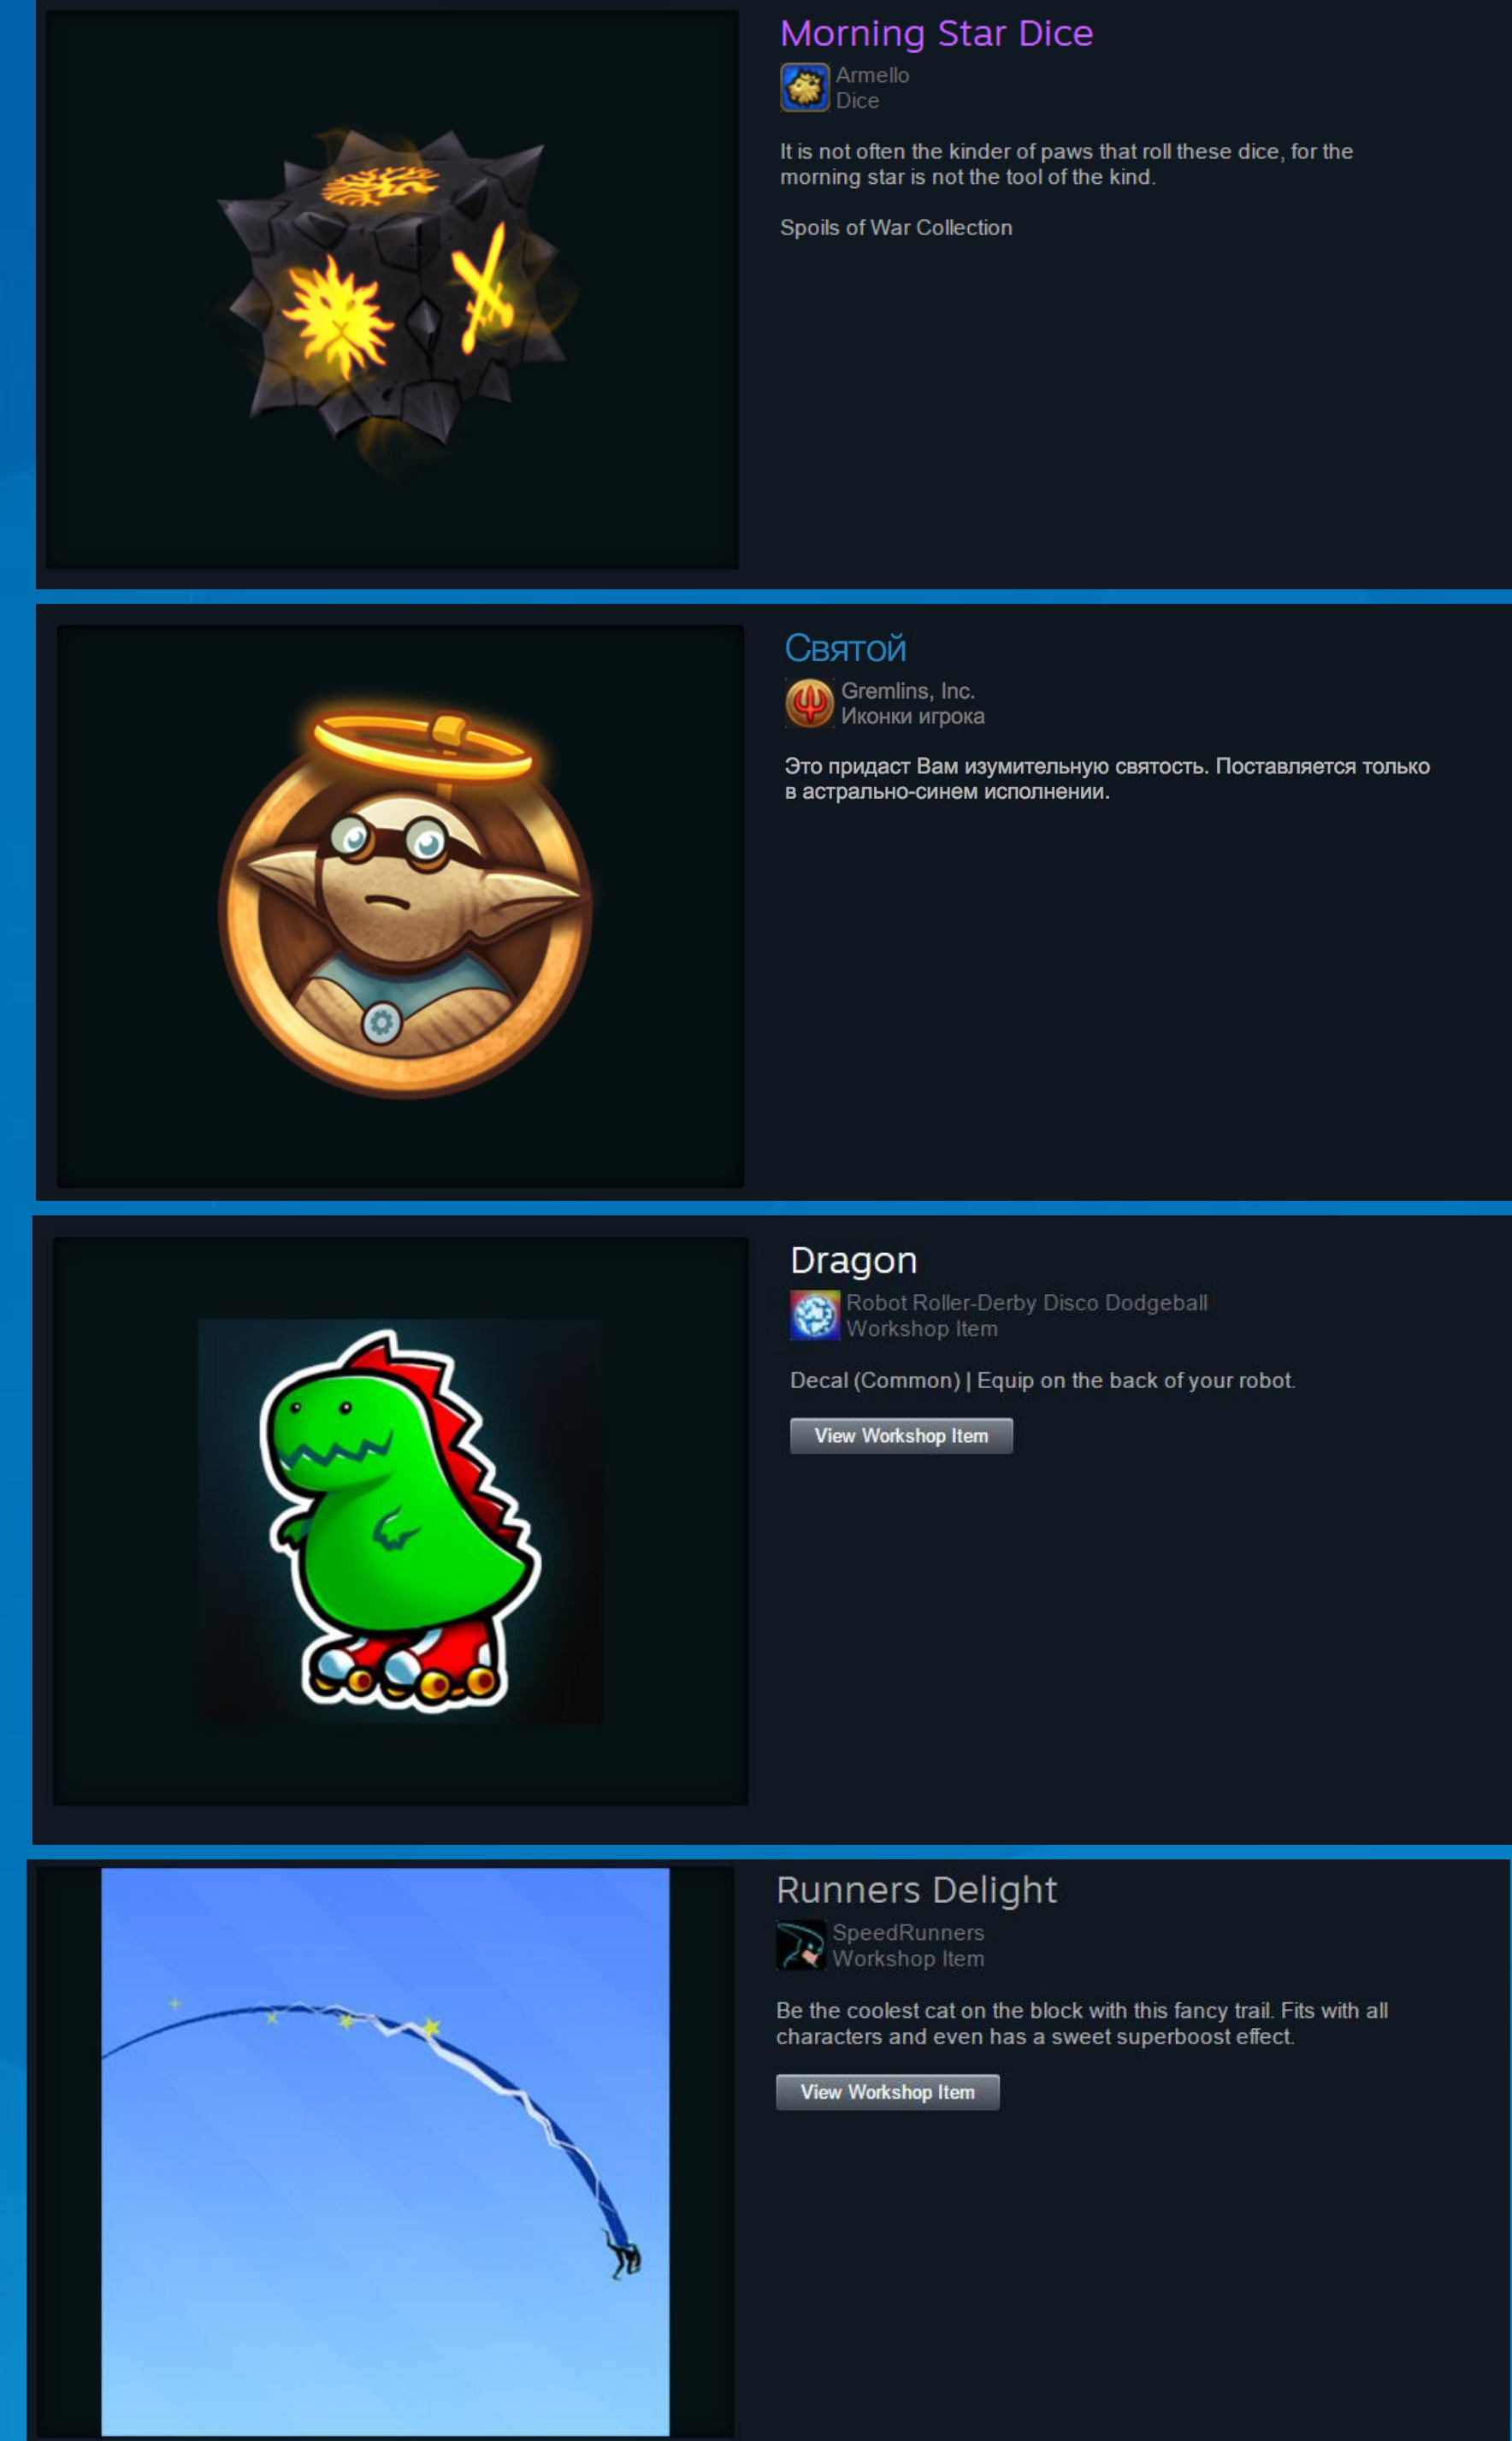 Morning Star Dice
Armello
Dice
It is not often the kinder of paws that roll these dice, for the
morning star is not the tool of the kind.
Spoils of War Collection
Святой
Gremlins, Inc.
Иконки игрока
Это придаст Вам изумительную святость. Поставляется только
в астрально-синем исполнении.
Dragon
Robot Roller-Derby Disco Dodgeball
Workshop Item
Decal (Common) | Equip on the back of your robot.
View Workshop Item
Runners Delight
SpeedRunners
Workshop Item
Be the coolest cat on the block with this fancy trail. Fits with all
characters and even has a sweet superboost effect.
View Workshop Item